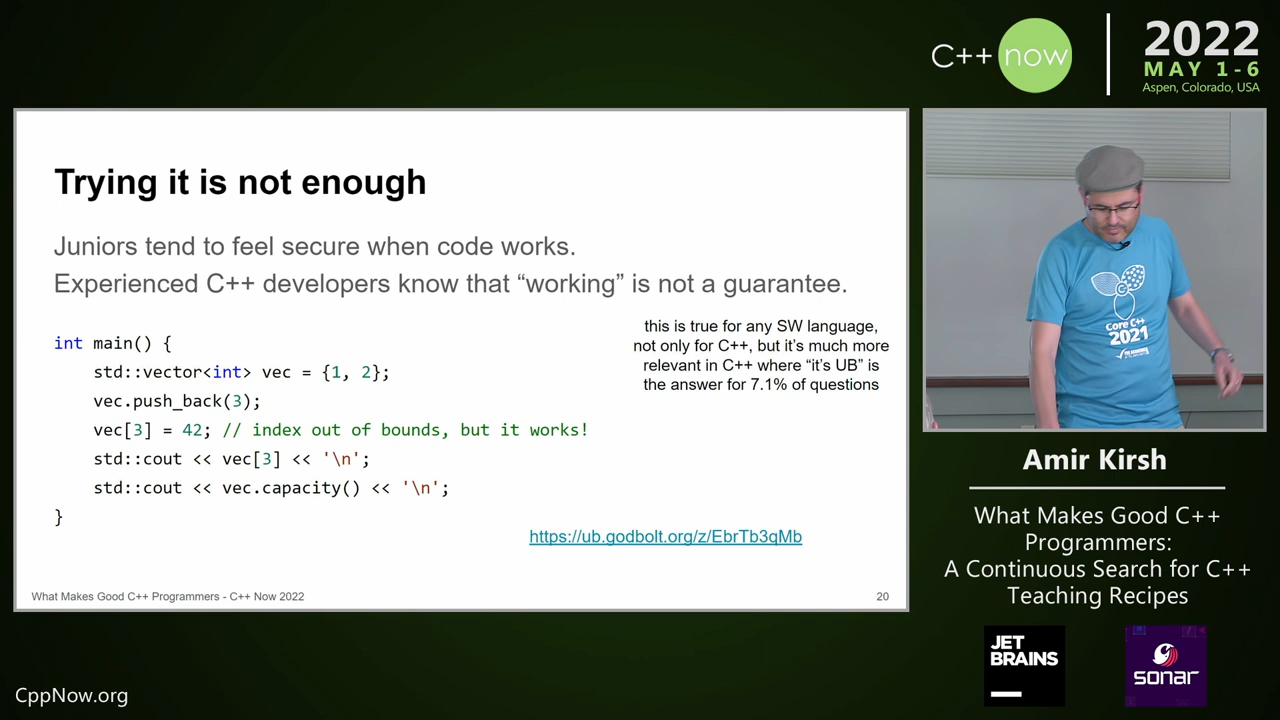 C++ now
2022
MAY 1-6
Aspen, Colorado, USA
Trying it is not enough
Juniors tend to feel secure when code works.
Experienced C++ developers know that “working” is not a guarantee.
this is true for any SW language,
not only for C++, but it’s much more
relevant in C++ where “it’s UB” is
the answer for 7.1% of questions
int main() {
    std::vector<int> vec = {1, 2};
    vec.push_back(3);
    vec[3] = 42; // index out of bounds, but it works!
    std::cout << vec[3] << '\n';
    std::cout << vec.capacity() << '\n';
}
https://ub.godbolt.org/z/EbrTb3qMb
What Makes Good C++ Programmers - C++ Now 2022
20
Core C++
2021
Amir Kirsh
What Makes Good C++
Programmers:
A Continuous Search for C++
Teaching Recipes
JET
BRAINS
sonar
CppNow.org